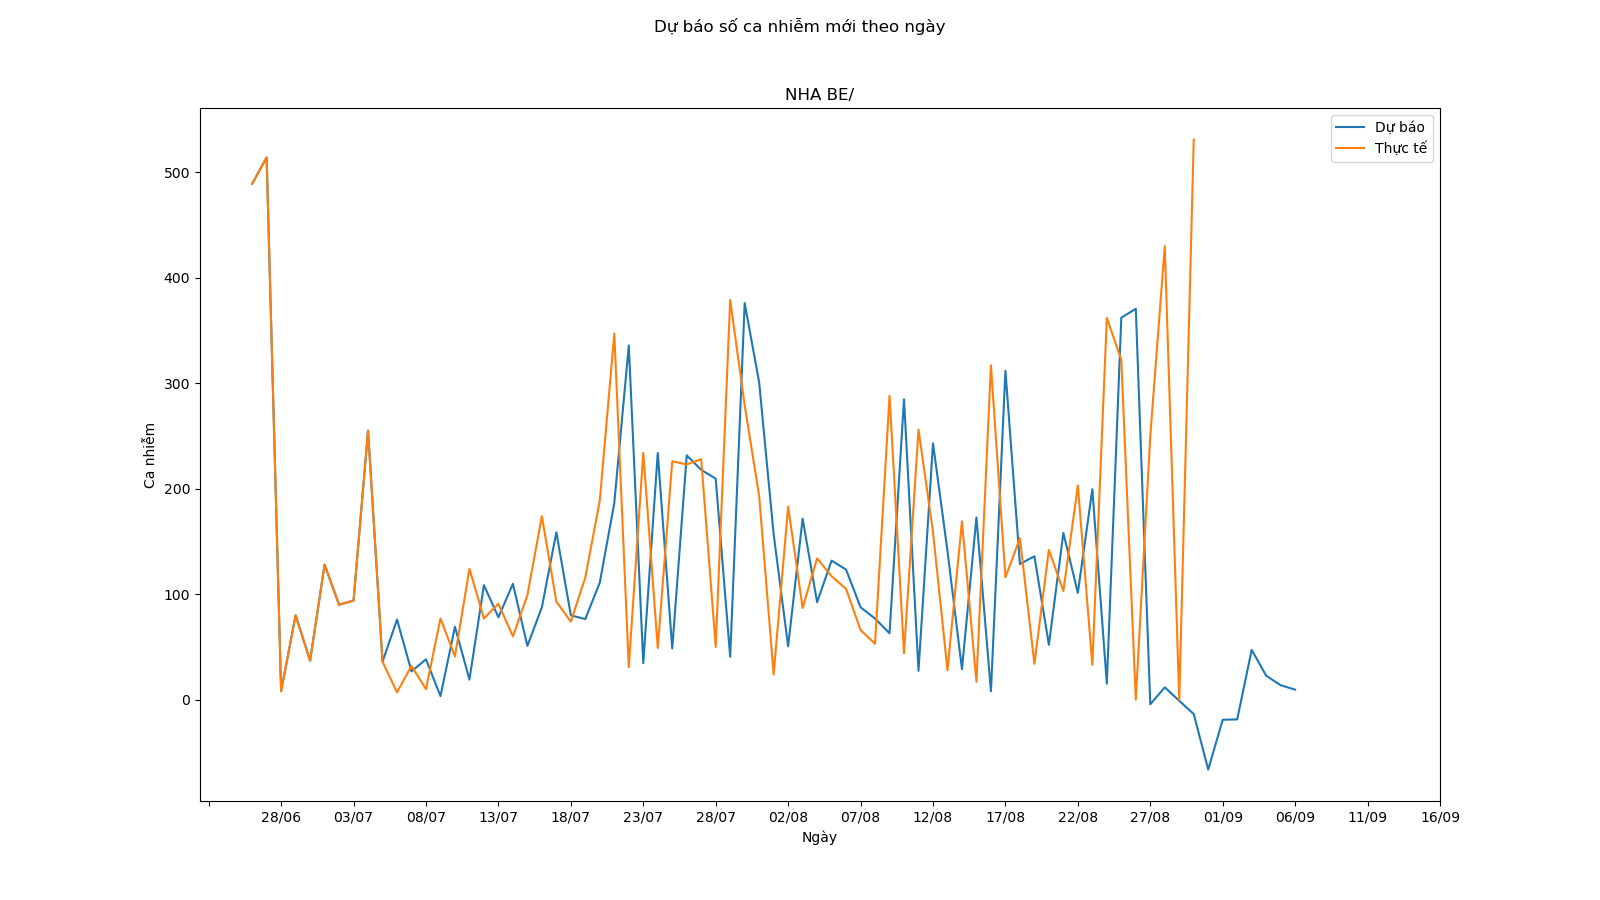 Dự báo số ca nhiễm mới theo ngày
NHA BE/
Dự báo
Thực tế
500
400
300
200
100
0
Ca nhiễm
28/06 03/07 08/07 13/07 18/07 23/07 28/07 02/08 07/08 12/08 17/08 22/08 27/08 01/09 06/09 11/09 16/09
Ngày